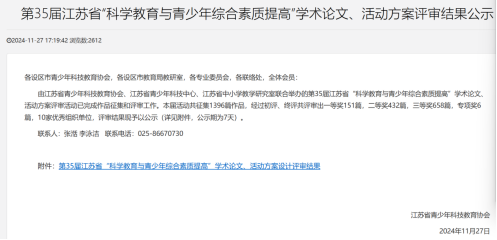 第35届江苏省“科学教育与青少年综合素质提高”学术论文、活动方案评审结果公示
2024-11-27 17:19:42 浏览数:2612
各设区市青少年科技教育协会，各设区市教育局教研室，各专业委员会，各联络处，全体会员：
由江苏省青少年科技教育协会、江苏省青少年科技中心、江苏省中小学教学研究室联合举办的第35届江苏省“科学教育与青少年综合素质提高”学术论文、
活动方案评审活动已完成作品征集和评审工作。本届活动共征集1396篇作品，经过初评、终评共评审出一等奖151篇，二等奖432篇，三等奖658篇，专项奖6
篇，10家优秀组织单位，评审结果现予以公示（详见附件，公示期为7天）。
联系人：张湉 李泳洁 联系电话：025-86670730
附件：第35届江苏省“科学教育与青少年综合素质提高”学术论文、活动方案设计评审结果
江苏省青少年科技教育协会
2024年11月27日